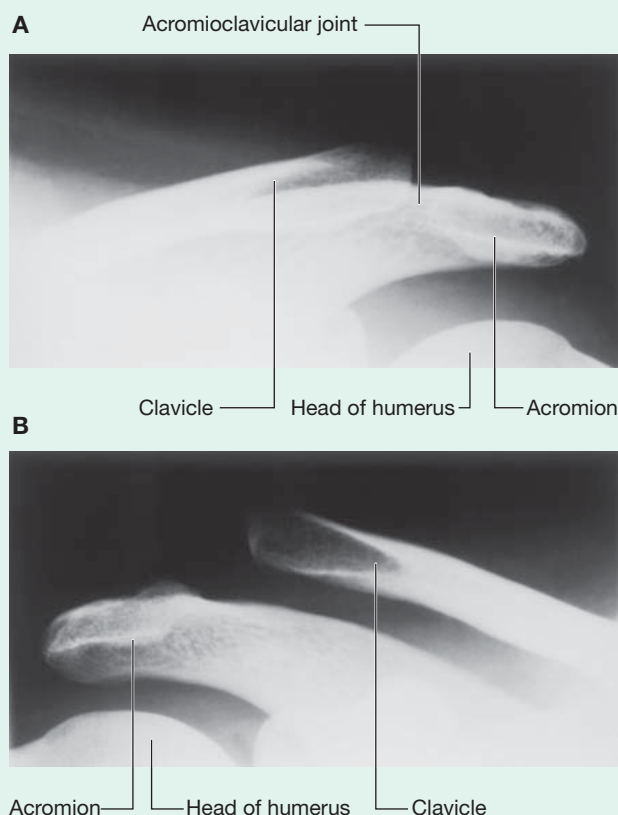 A
Acromioclavicular joint
Clavicle
Head of humerus
Acromion
B
Acromion
Head of humerus
Clavicle